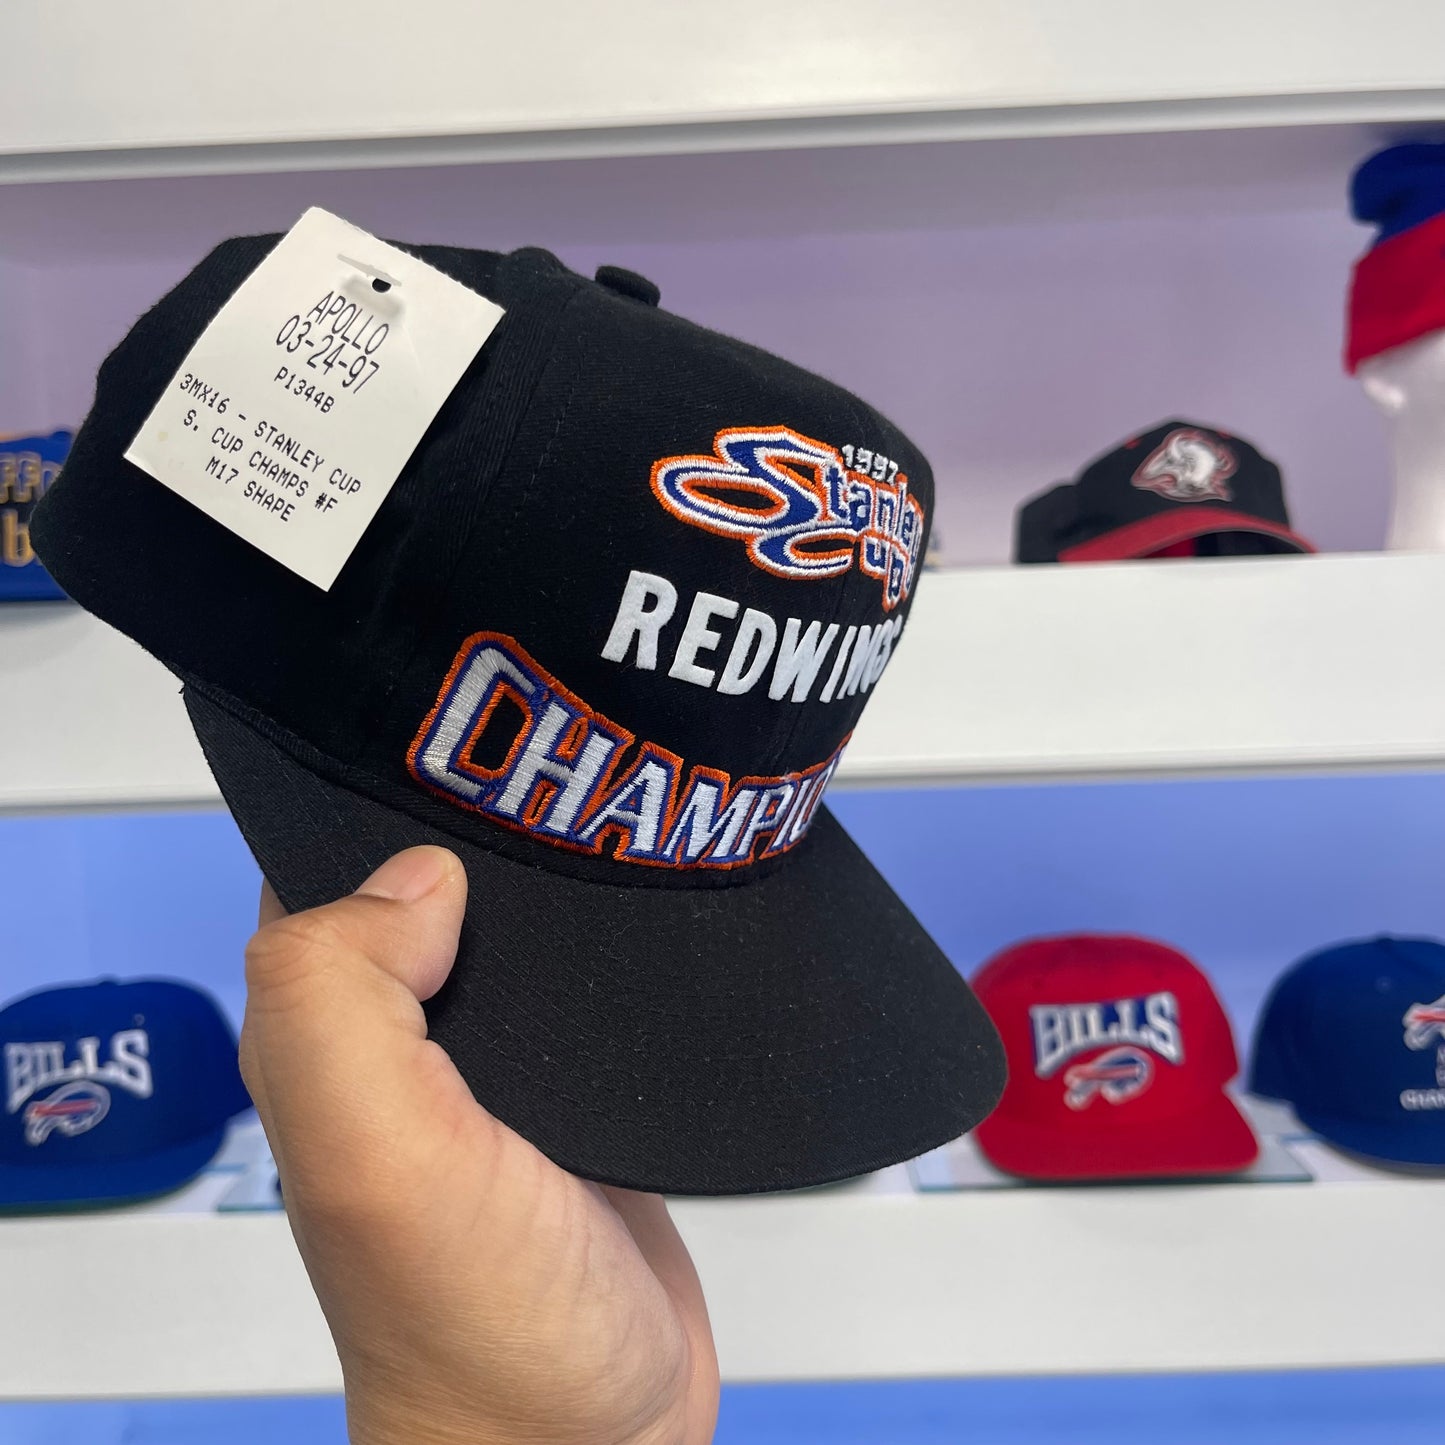 APOLLO
03-24-97
P1344B
3MX16 - STANLEY CUP
S. CUP CHAMPS #F
M17 SHAPE
1997
Stanley
Cup
REDWINGS
CHAMPIO
BILLS
BILLS